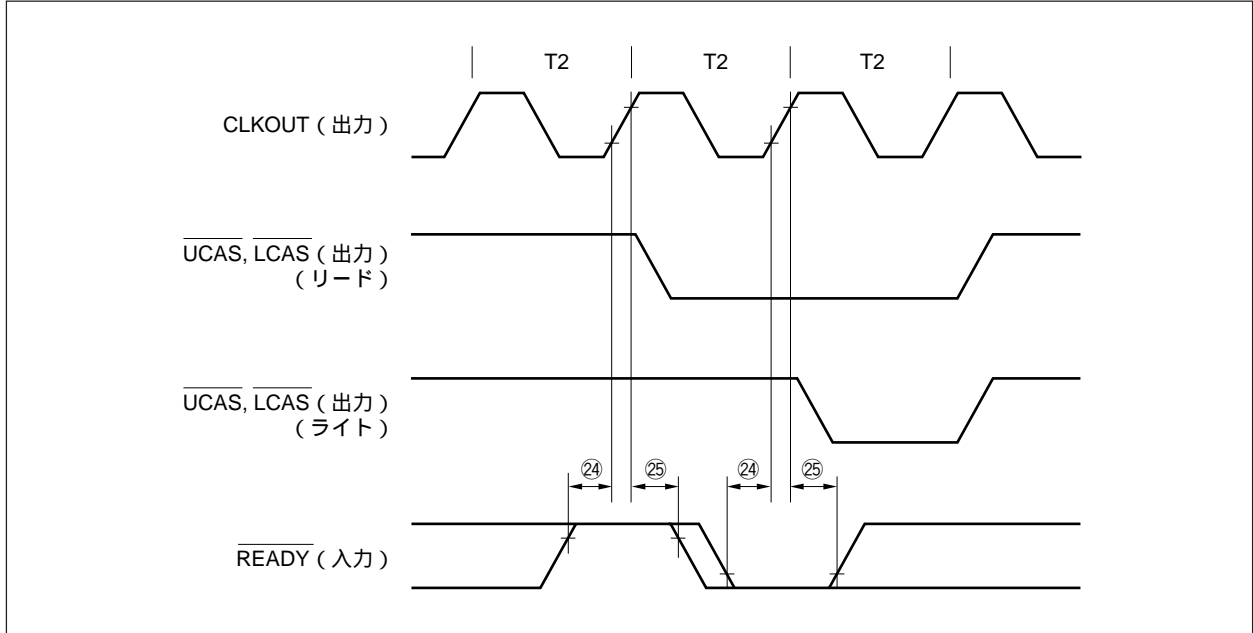 T2 T2 T2
CLKOUT（出力）
UCAS, LCAS（出力）
（リード）
UCAS, LCAS（出力）
（ライト）
㉔ ㉕ ㉔ ㉕
READY（入力）